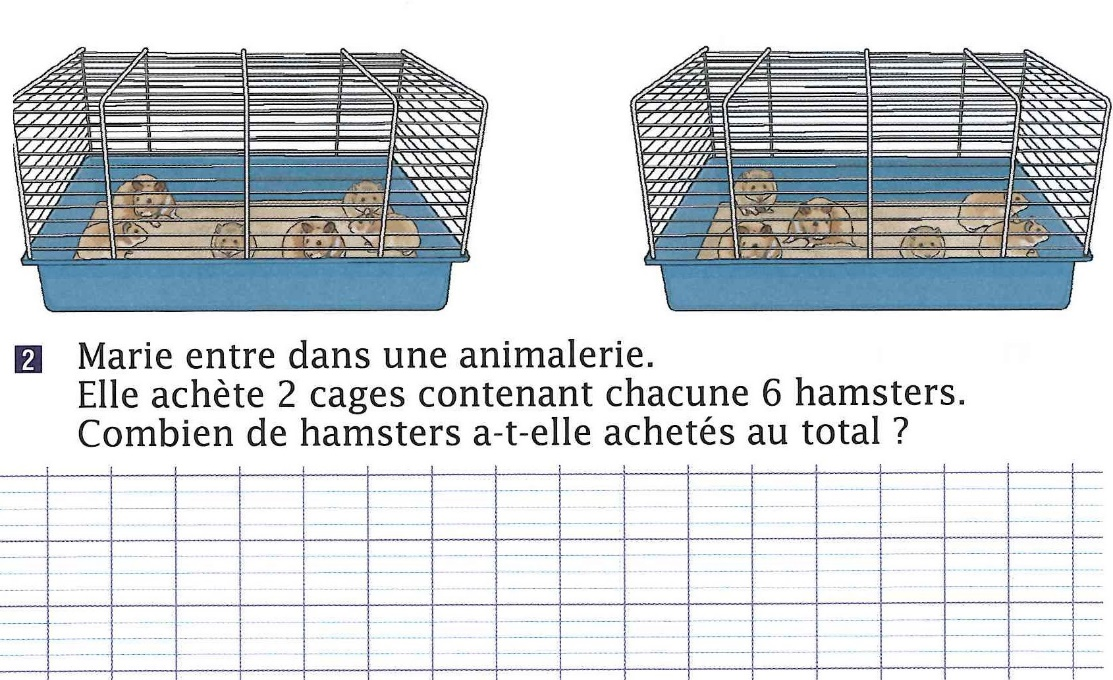 2 Marie entre dans une animalerie.
Elle achète 2 cages contenant chacune 6 hamsters.
Combien de hamsters a-t-elle achetés au total ?